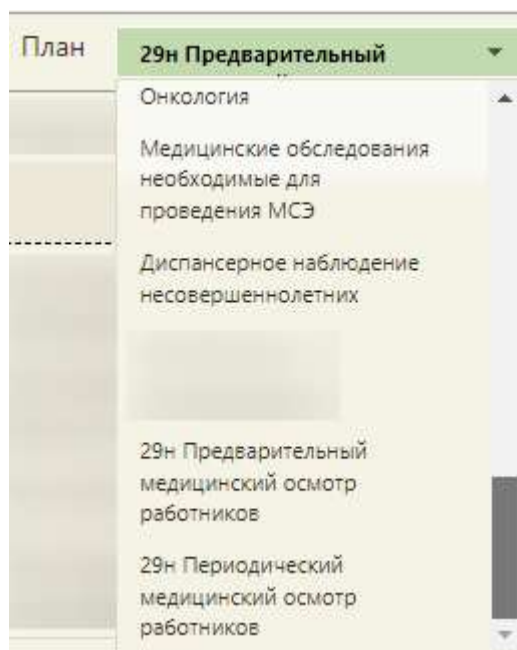 План
29н Предварительный
Онкология
Медицинские обследования
необходимые для
проведения МСЭ
Диспансерное наблюдение
несовершеннолетних
29н Предварительный
медицинский осмотр
работников
29н Периодический
медицинский осмотр
работников